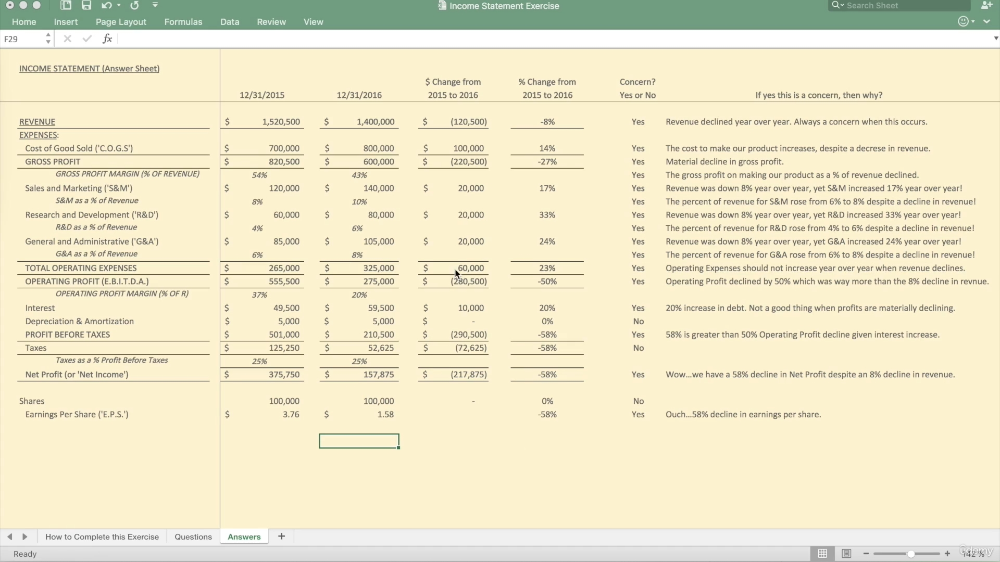 Income Statement Exercise
Search Sheet
Home Insert Page Layout Formulas Data Review View
F29 fx
INCOME STATEMENT (Answer Sheet)
$ Change from % Change from Concern?
12/31/2015 12/31/2016 2015 to 2016 2015 to 2016 Yes or No If yes this is a concern, then why?
REVENUE $ 1,520,500 $ 1,400,000 $ (120,500) -8% Yes Revenue declined year over year. Always a concern when this occurs.
EXPENSES:
Cost of Good Sold ('C.O.G.S') $ 700,000 $ 800,000 $ 100,000 14% Yes The cost to make our product increases, despite a decrese in revenue.
GROSS PROFIT $ 820,500 $ 600,000 $ (220,500) -27% Yes Material decline in gross profit.
GROSS PROFIT MARGIN (% OF REVENUE) 54% 43% Yes The gross profit on making our product as a % of revenue declined.
Sales and Marketing ('S&M') $ 120,000 $ 140,000 $ 20,000 17% Yes Revenue was down 8% year over year, yet S&M increased 17% year over year!
S&M as a % of Revenue 8% 10% Yes The percent of revenue for S&M rose from 6% to 8% despite a decline in revenue!
Research and Development ('R&D') $ 60,000 $ 80,000 $ 20,000 33% Yes Revenue was down 8% year over year, yet R&D increased 33% year over year!
R&D as a % of Revenue 4% 6% Yes The percent of revenue for R&D rose from 4% to 6% despite a decline in revenue!
General and Administrative ('G&A') $ 85,000 $ 105,000 $ 20,000 24% Yes Revenue was down 8% year over year, yet G&A increased 24% year over year!
G&A as a % of Revenue 6% 8% Yes The percent of revenue for G&A rose from 6% to 8% despite a decline in revenue!
TOTAL OPERATING EXPENSES $ 265,000 $ 325,000 $ 60,000 23% Yes Operating Expenses should not increase year over year when revenue declines.
OPERATING PROFIT (E.B.I.T.D.A.) $ 555,500 $ 275,000 $ (280,500) -50% Yes Operating Profit declined by 50% which was way more than the 8% decline in revnue.
OPERATING PROFIT MARGIN (% OF R) 37% 20%
Interest $ 49,500 $ 59,500 $ 10,000 20% Yes 20% increase in debt. Not a good thing when profits are materially declining.
Depreciation & Amortization $ 5,000 $ 5,000 $ - 0% No
PROFIT BEFORE TAXES $ 501,000 $ 210,500 $ (290,500) -58% Yes 58% is greater than 50% Operating Profit decline given interest increase.
Taxes $ 125,250 $ 52,625 $ (72,625) -58% No
Taxes as a % Profit Before Taxes 25% 25%
Net Profit (or 'Net Income') $ 375,750 $ 157,875 $ (217,875) -58% Yes Wow...we have a 58% decline in Net Profit despite an 8% decline in revenue.
Shares 100,000 100,000 - 0% No
Earnings Per Share ('E.P.S.') $ 3.76 $ 1.58 -58% Yes Ouch...58% decline in earnings per share.
How to Complete this Exercise Questions Answers +
Ready 142 %
ûdemy